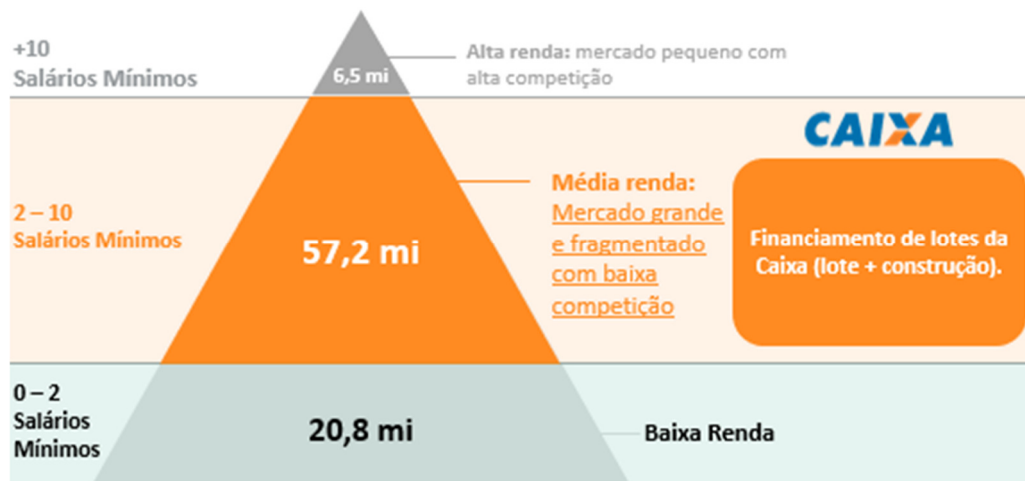 +10
Salários Mínimos
6,5 mi
Alta renda: mercado pequeno com
alta competição
CAIXA
2 – 10
Salários Mínimos
57,2 mi
Média renda:
Mercado grande
e fragmentado
com baixa
competição
Financiamento de lotes da
Caixa (lote + construção).
0 – 2
Salários
Mínimos
20,8 mi
Baixa Renda